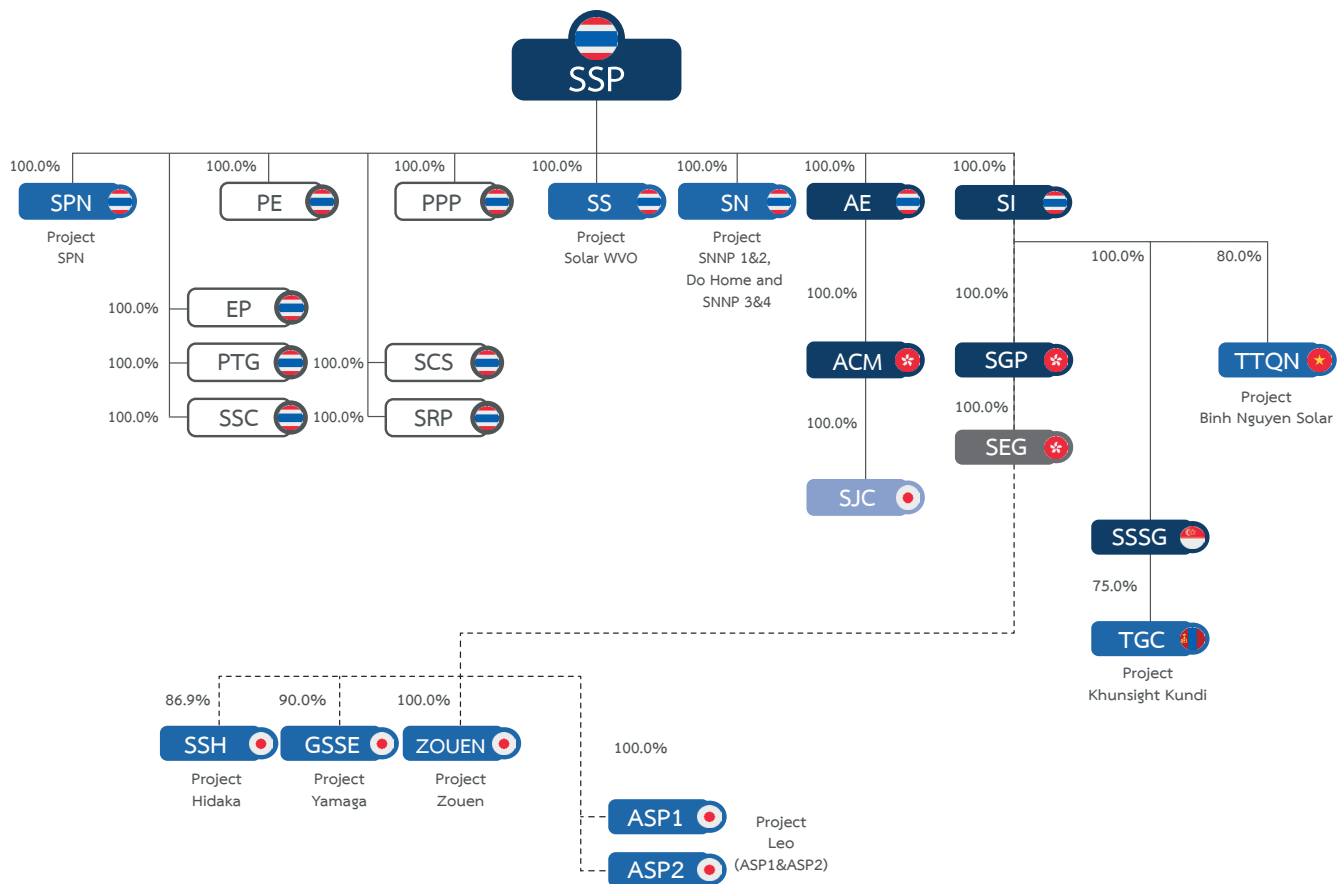 SSP
100.0%
100.0%
100.0%
100.0%
100.0%
100.0%
100.0%
SPN
PE
PPP
SS
SN
AE
SI
Project
SPN
Project
Solar WVO
Project
SNNP 1&2,
Do Home and
SNNP 3&4
100.0%
80.0%
100.0%
EP
100.0%
100.0%
100.0%
PTG
100.0%
SCS
ACM
SGP
TTQN
Project
Binh Nguyen Solar
100.0%
SSC
100.0%
SRP
100.0%
100.0%
SEG
SJC
SSSG
75.0%
TGC
Project
Khunsight Kundi
86.9%
90.0%
100.0%
SSH
GSSE
ZOUEN
100.0%
Project
Hidaka
Project
Yamaga
Project
Zouen
ASP1
ASP2
Project
Leo
(ASP1&ASP2)